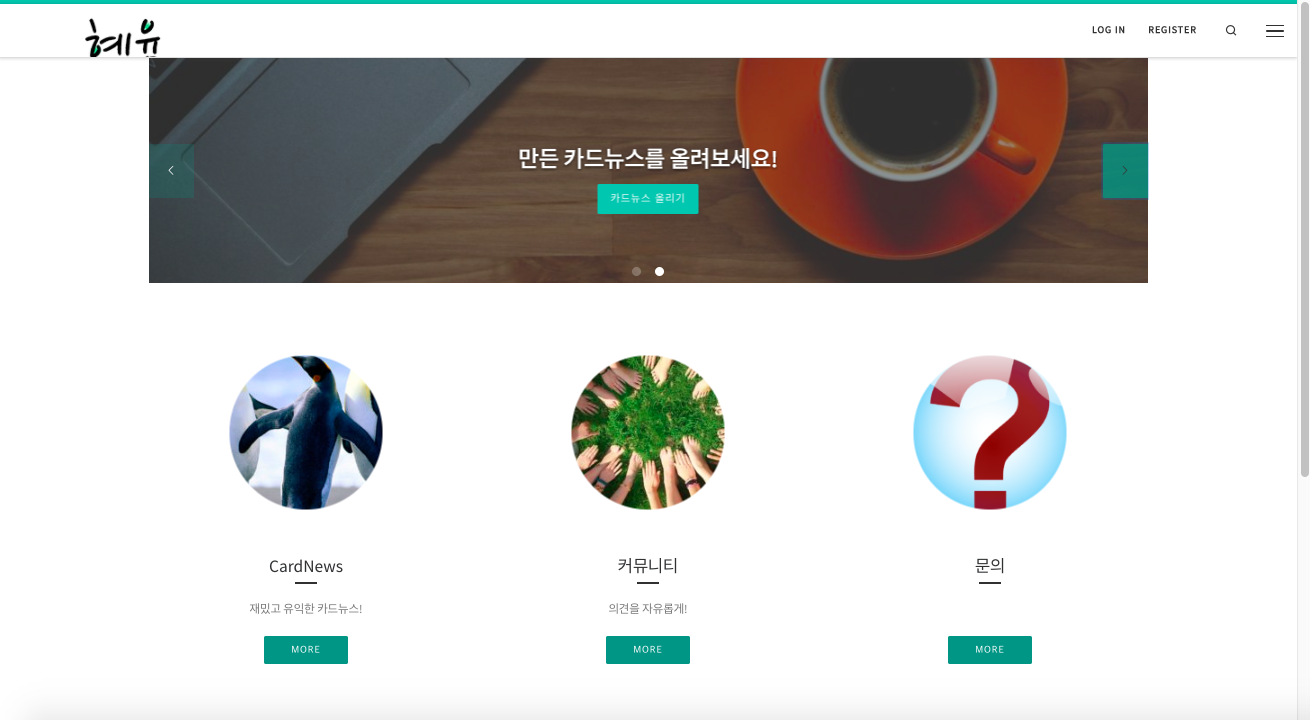 혜윰
LOG IN
REGISTER
만든 카드뉴스를 올려보세요!
카드뉴스 올리기
CardNews
커뮤니티
문의
재밌고 유익한 카드뉴스!
의견을 자유롭게!
MORE
MORE
MORE